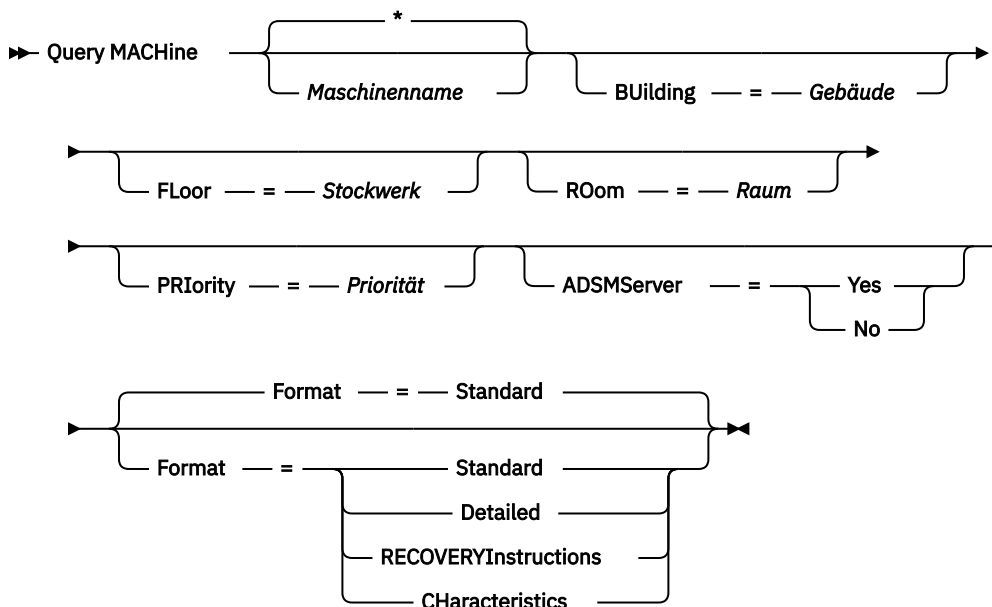 *
Query MACHine
Maschinenname
BUilding = Gebäude
FLoor = Stockwerk
ROom = Raum
PRIority = Priorität
ADSMServer = Yes
No
Format = Standard
Format = Standard
Detailed
RECOVERYInstructions
CHaracteristics